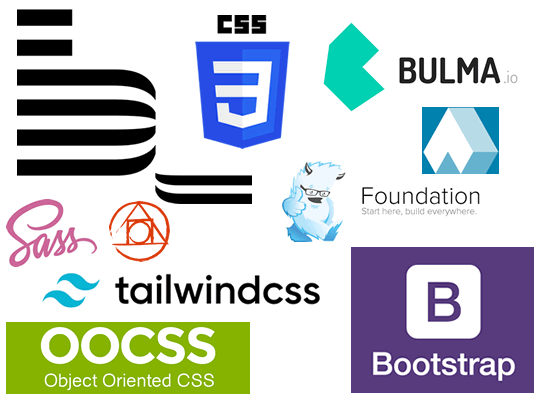 CSS
BULMA.io
Foundation
Start here, build everywhere.
Sass
tailwindcss
OOCSS
Object Oriented CSS
B
Bootstrap